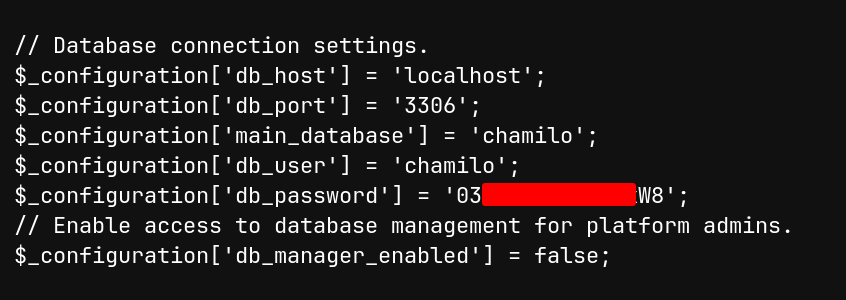 // Database connection settings.
$_configuration['db_host'] = 'localhost';
$_configuration['db_port'] = '3306';
$_configuration['main_database'] = 'chamilo';
$_configuration['db_user'] = 'chamilo';
$_configuration['db_password'] = '03 W8';
// Enable access to database management for platform admins.
$_configuration['db_manager_enabled'] = false;